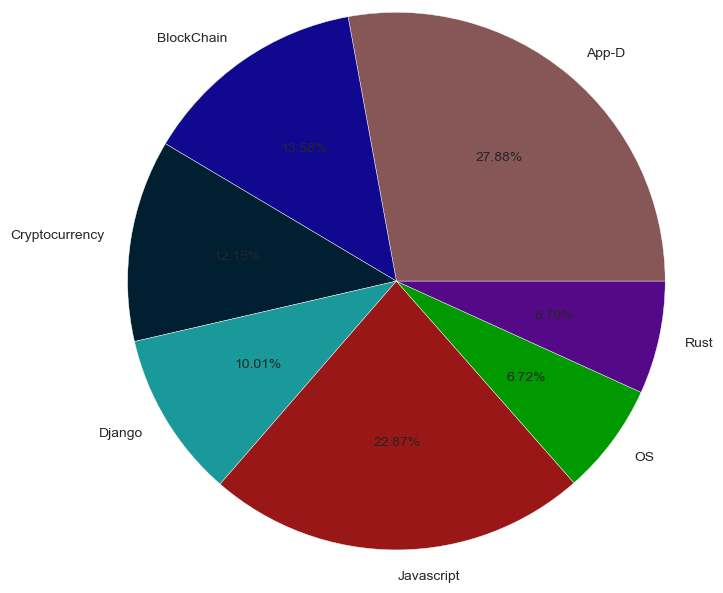 BlockChain
App-D
13.58%
27.88%
Cryptocurrency
12.15%
6.79%
Rust
10.01%
6.72%
Django
22.87%
OS
Javascript